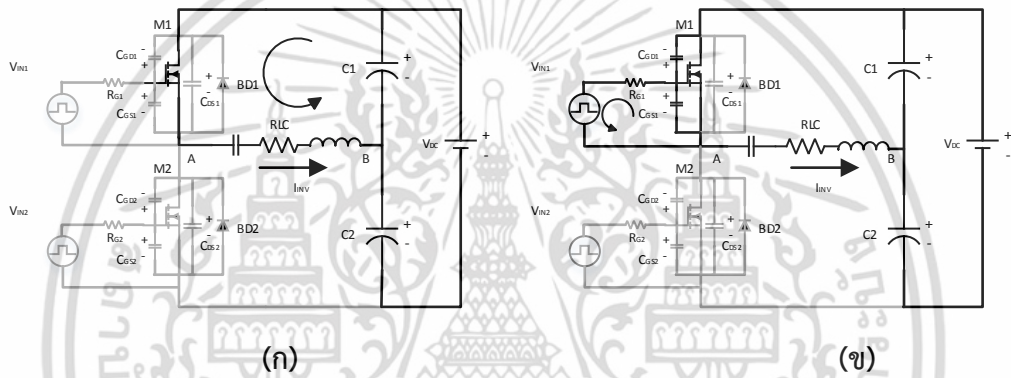 M1
CGD1
VIN1
RG1
CGS1
CDS1
BD1
C1
RLC
A
B
IINV
VDC
M2
CGD2
VIN2
RG2
CGS2
CDS2
BD2
C2
+
-
(ก)
M1
CGD1
VIN1
RG1
CGS1
CDS1
BD1
C1
RLC
A
B
IINV
VDC
M2
CGD2
VIN2
RG2
CGS2
CDS2
BD2
C2
+
-
(ข)